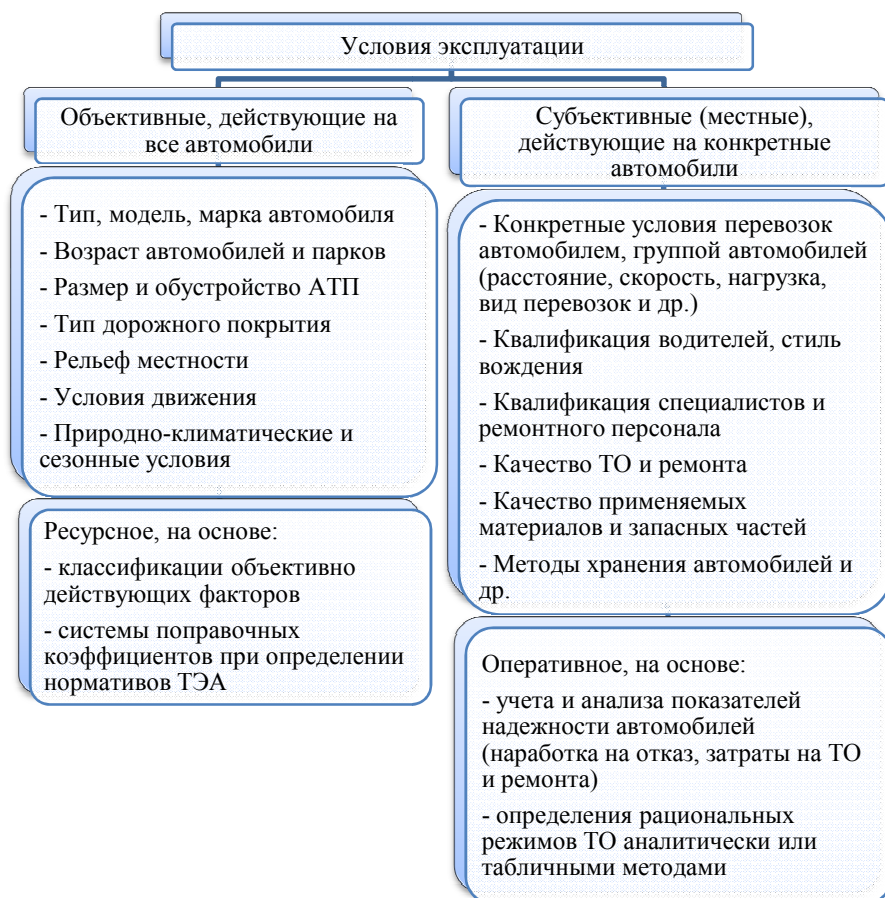 Условия эксплуатации
Объективные, действующие на
все автомобили
- Тип, модель, марка автомобиля
- Возраст автомобилей и парков
- Размер и обустройство АТП
- Тип дорожного покрытия
- Рельеф местности
- Условия движения
- Природно-климатические и
сезонные условия
Ресурсное, на основе:
- классификации объективно
действующих факторов
- системы поправочных
коэффициентов при определении
нормативов ТЭА
Субъективные (местные),
действующие на конкретные
автомобили
- Конкретные условия перевозок
автомобилем, группой автомобилей
(расстояние, скорость, нагрузка,
вид перевозок и др.)
- Квалификация водителей, стиль
вождения
- Квалификация специалистов и
ремонтного персонала
- Качество ТО и ремонта
- Качество применяемых
материалов и запасных частей
- Методы хранения автомобилей и
др.
Оперативное, на основе:
- учета и анализа показателей
надежности автомобилей
(наработка на отказ, затраты на ТО
и ремонта)
- определения рациональных
режимов ТО аналитически или
табличными методами